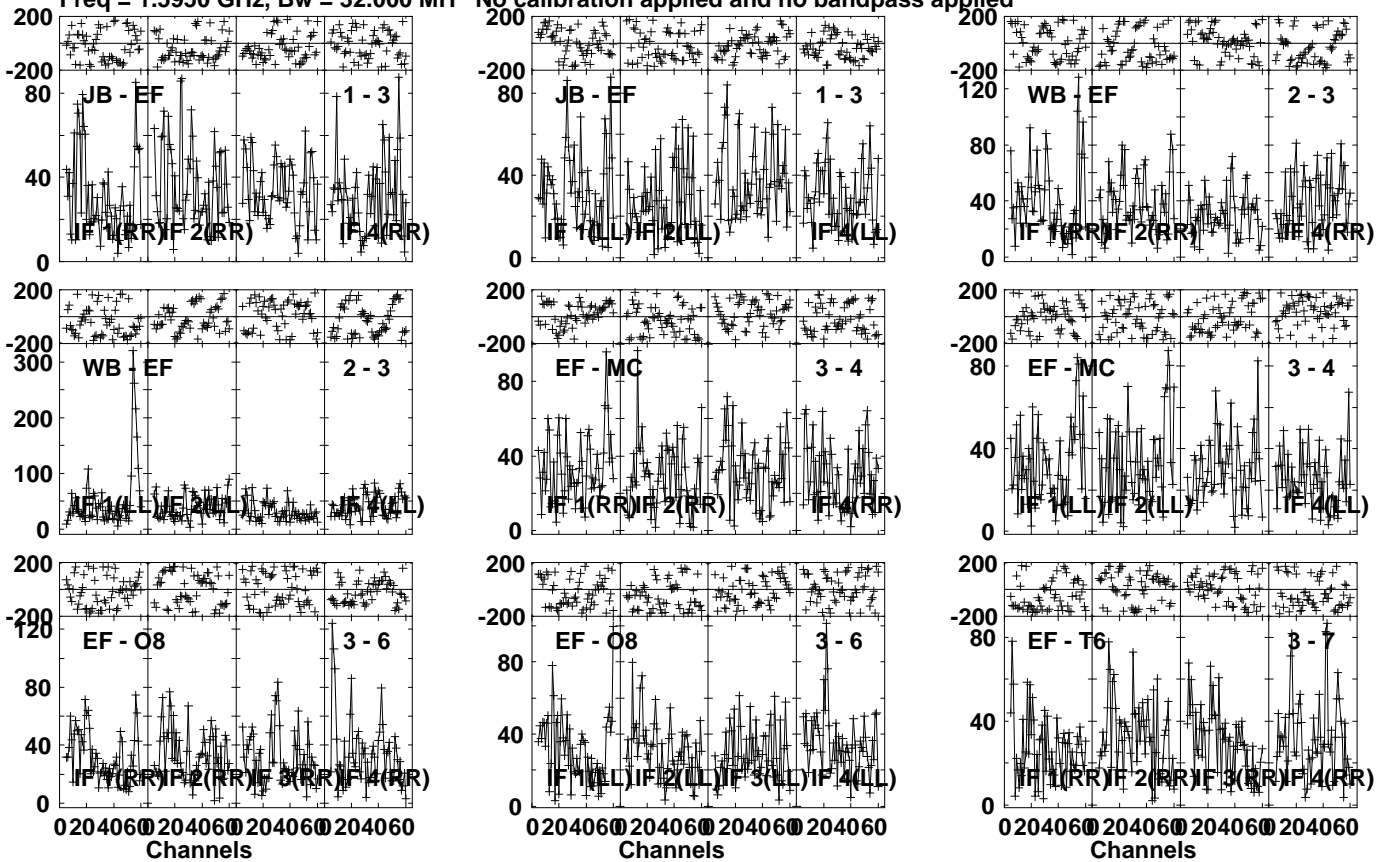 Freq = 1.5950 GHz, Bw = 32.000 MH No calibration applied and no bandpass applied
200
-200
80
40
0
JB - EF 1 - 3
IF 1(RR) IF 2(RR) IF 4(RR)
200
-200
80
40
0
JB - EF 1 - 3
IF 1(LL) IF 2(LL) IF 4(LL)
200
-200
120
80
40
0
WB - EF 2 - 3
IF 1(RR) IF 2(RR) IF 4(RR)
200
-200
300
200
100
0
WB - EF 2 - 3
IF 1(LL) IF 2(LL) IF 4(LL)
200
-200
80
40
0
EF - MC 3 - 4
IF 1(RR) IF 2(RR) IF 4(RR)
200
-200
80
40
0
EF - MC 3 - 4
IF 1(LL) IF 2(LL) IF 4(LL)
200
-200
120
80
40
0
EF - O8 3 - 6
IF 1(RR) IF 2(RR) IF 3(RR) IF 4(RR)
0 20 40 60 0 20 40 60 0 20 40 60 0 20 40 60
Channels
200
-200
80
40
0
EF - O8 3 - 6
IF 1(LL) IF 2(LL) IF 3(LL) IF 4(LL)
0 20 40 60 0 20 40 60 0 20 40 60 0 20 40 60
Channels
200
-200
80
40
0
EF - T6 3 - 7
IF 1(RR) IF 2(RR) IF 3(RR) IF 4(RR)
0 20 40 60 0 20 40 60 0 20 40 60 0 20 40 60
Channels